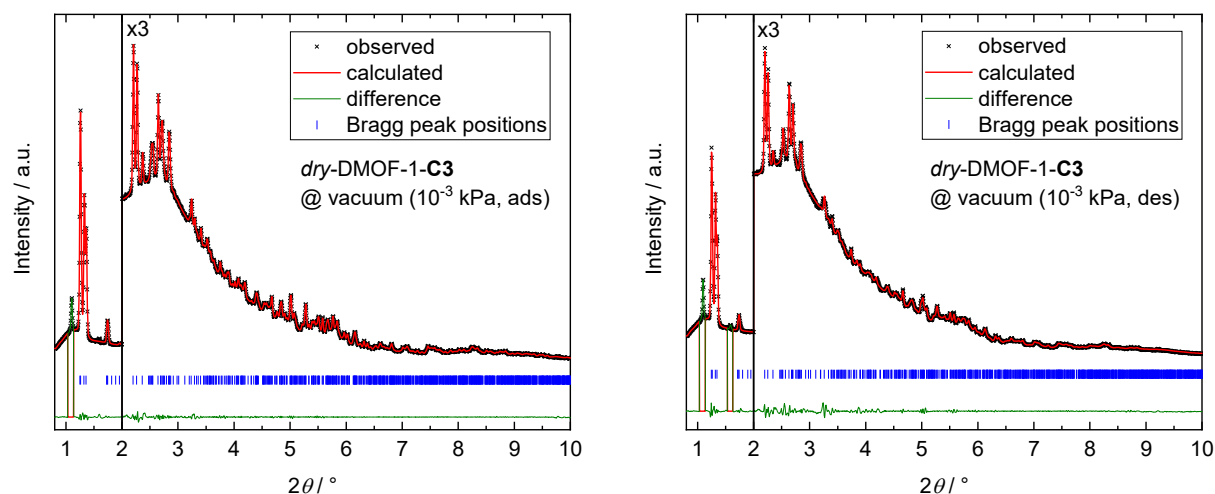 x3
observed
calculated
difference
Bragg peak positions
dry-DMOF-1-C3
@ vacuum (10⁻³ kPa, ads)
Intensity / a.u.
1 2 3 4 5 6 7 8 9 10
2θ / °
x3
observed
calculated
difference
Bragg peak positions
dry-DMOF-1-C3
@ vacuum (10⁻³ kPa, des)
Intensity / a.u.
1 2 3 4 5 6 7 8 9 10
2θ / °